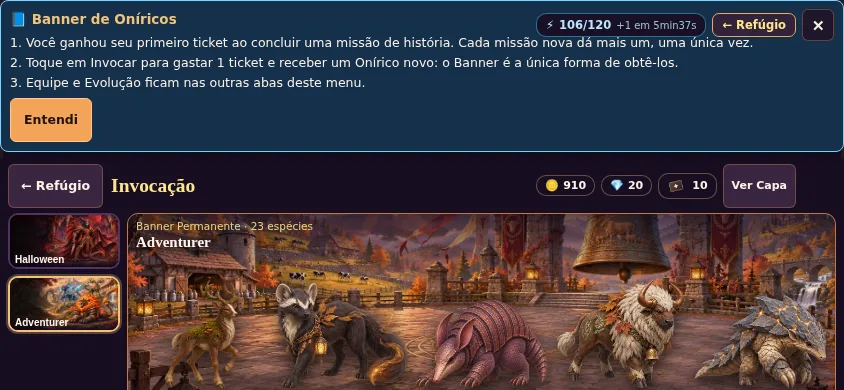 Banner de Oníricos
106/120 +1 em 5min37s
← Refúgio
×
1. Você ganhou seu primeiro ticket ao concluir uma missão de história. Cada missão nova dá mais um, uma única vez.
2. Toque em Invocar para gastar 1 ticket e receber um Onírico novo: o Banner é a única forma de obtê-los.
3. Equipe e Evolução ficam nas outras abas deste menu.
Entendi
← Refúgio
Invocação
910
20
10
Ver Capa
Halloween
Adventurer
Banner Permanente · 23 espécies
Adventurer